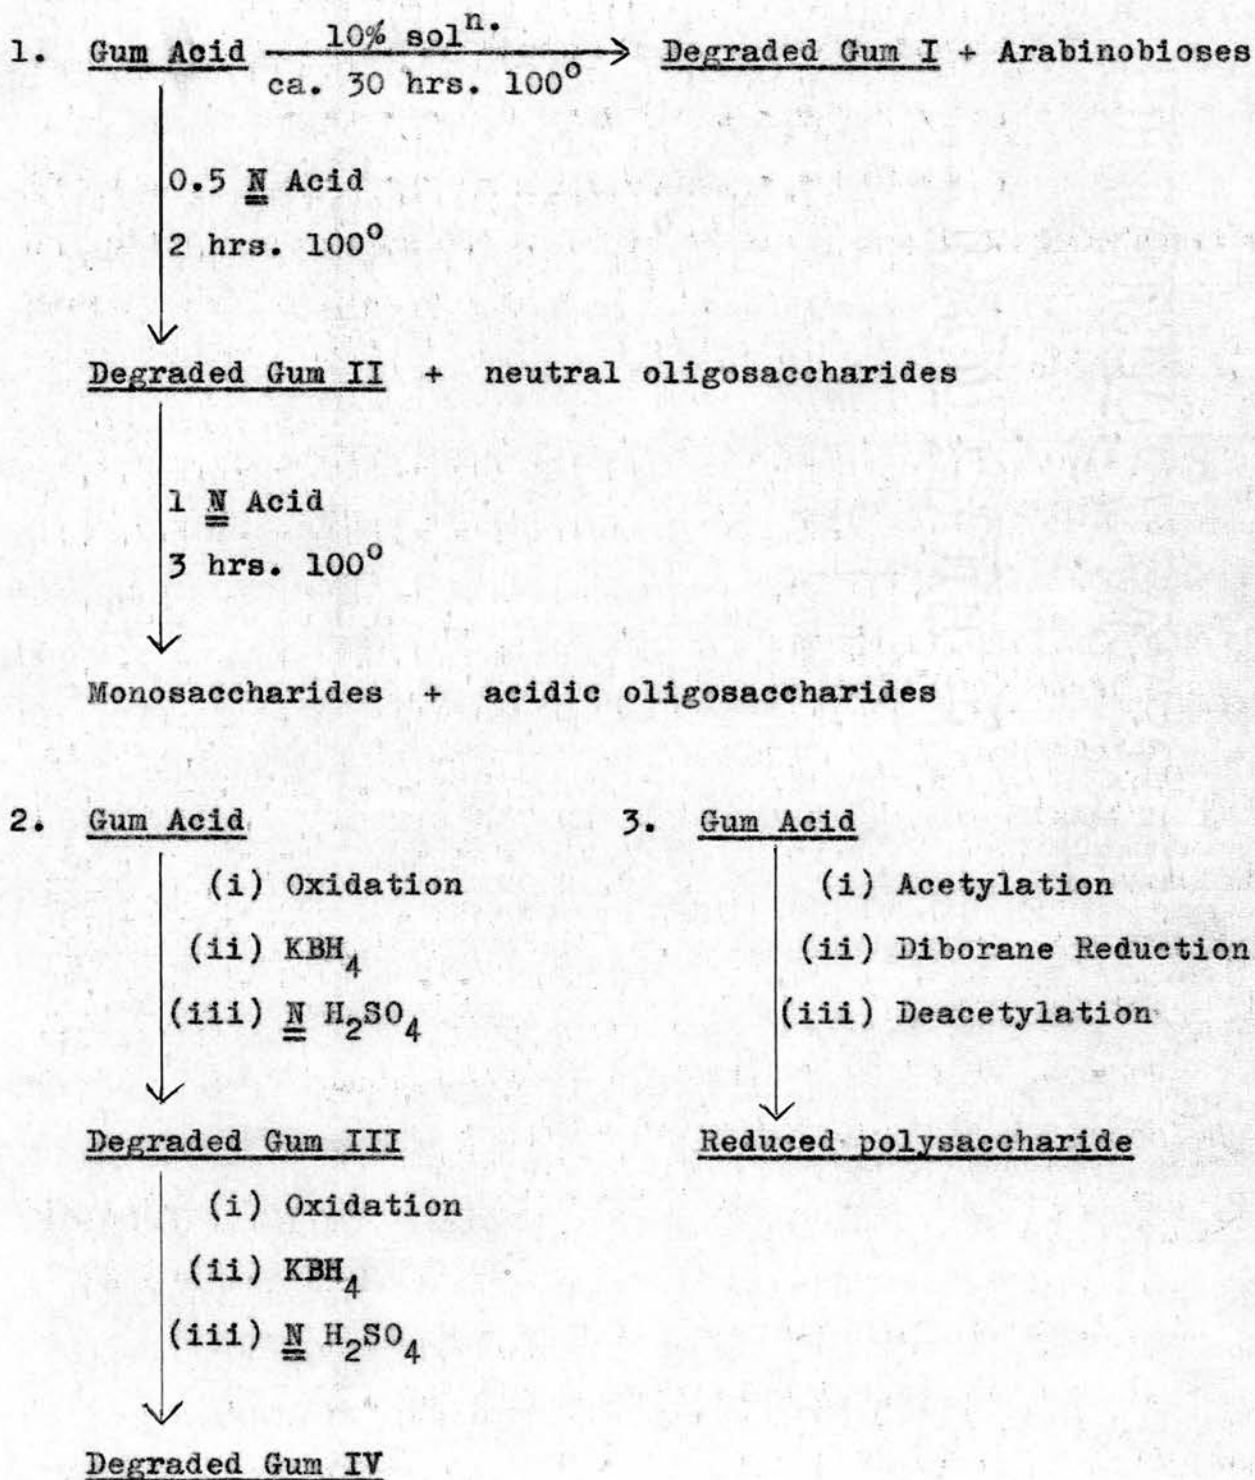 10% solⁿ·
1. Gum Acid ⟶ Degraded Gum I + Arabinobioses
ca. 30 hrs. 100°
0.5 N Acid
2 hrs. 100°
Degraded Gum II + neutral oligosaccharides
1 N Acid
3 hrs. 100°
Monosaccharides + acidic oligosaccharides
2. Gum Acid
(i) Oxidation
(ii) KBH₄
(iii) N H₂SO₄
Degraded Gum III
(i) Oxidation
(ii) KBH₄
(iii) N H₂SO₄
Degraded Gum IV
3. Gum Acid
(i) Acetylation
(ii) Diborane Reduction
(iii) Deacetylation
Reduced polysaccharide